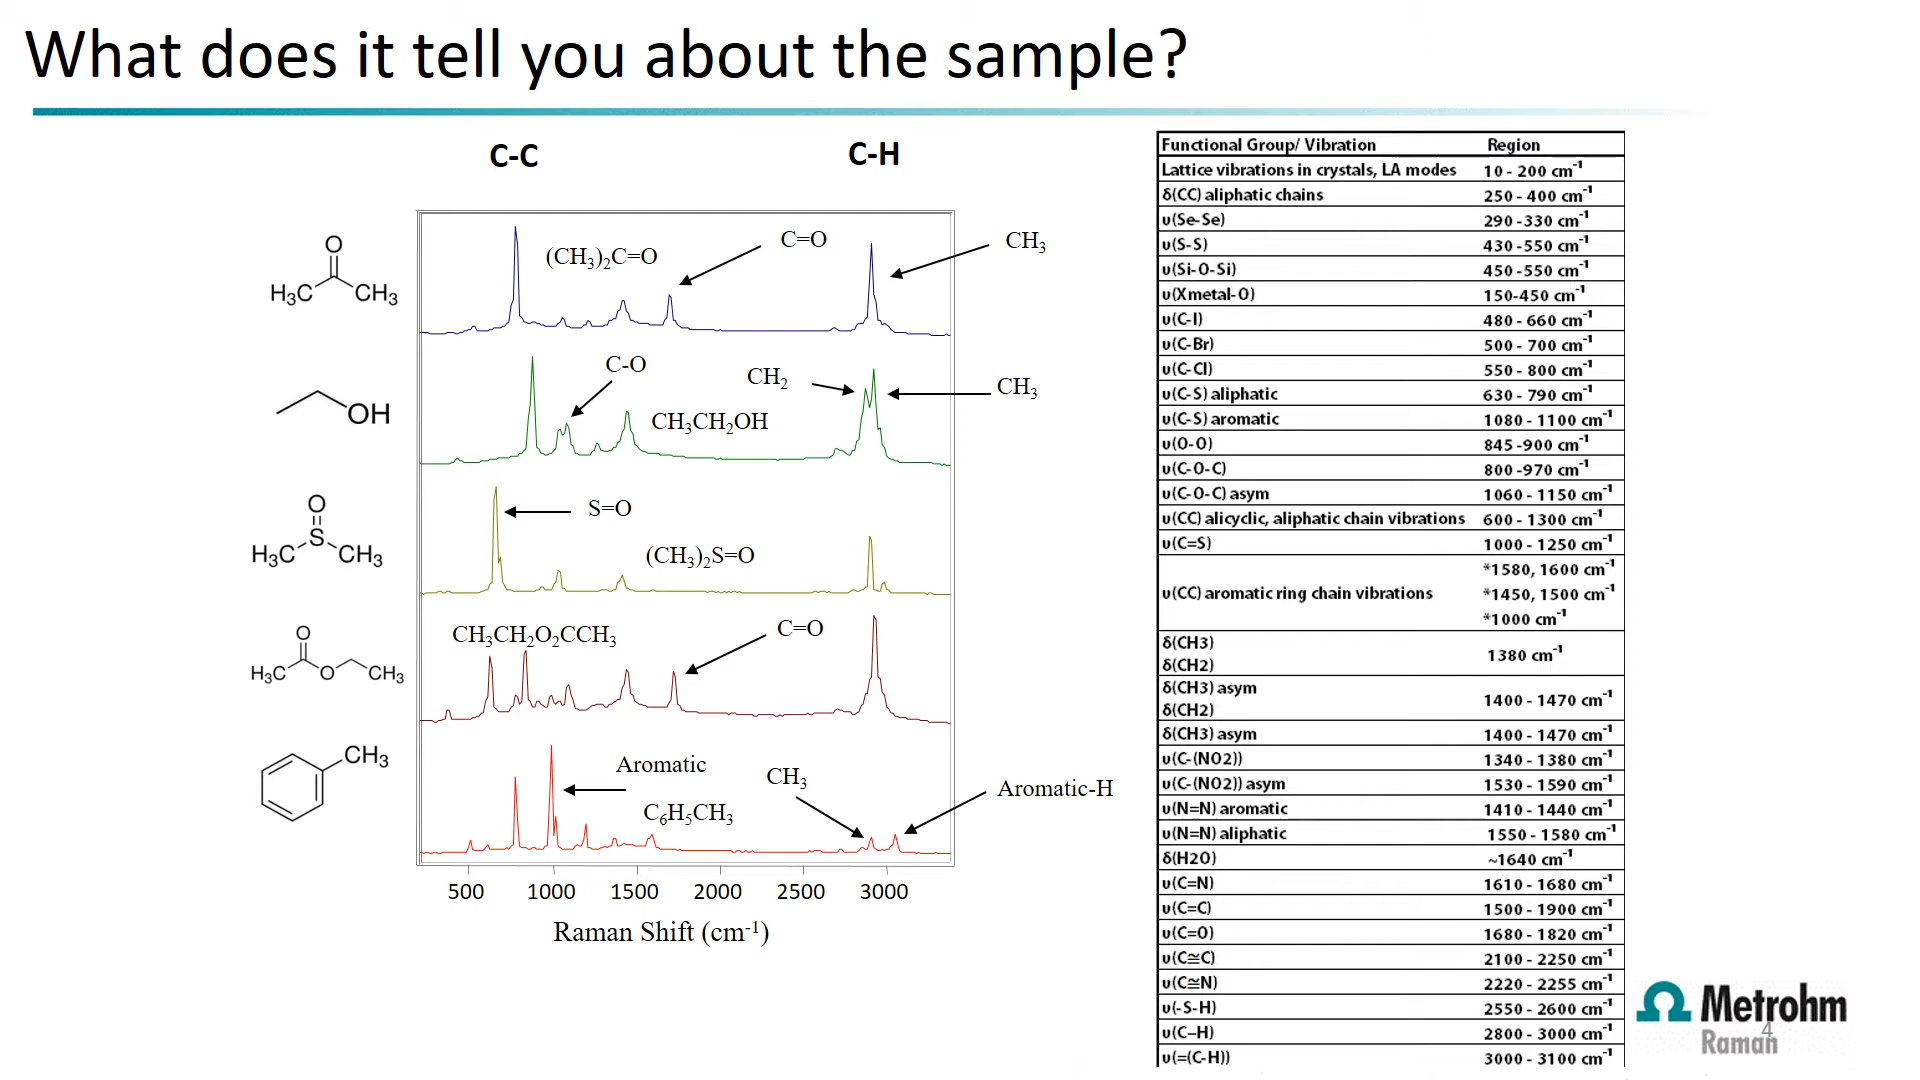 What does it tell you about the sample?
C-C
C-H
O
H₃C CH₃
(CH₃)₂C=O
C=O
CH₃
OH
C-O
CH₃CH₂OH
CH₂
CH₃
O
S
H₃C CH₃
S=O
(CH₃)₂S=O
O
H₃C O CH₃
CH₃CH₂O₂CCH₃
C=O
CH₃
Aromatic
C₆H₅CH₃
CH₃
Aromatic-H
500 1000 1500 2000 2500 3000
Raman Shift (cm⁻¹)
Functional Group/ Vibration Region
Lattice vibrations in crystals, LA modes 10 - 200 cm⁻¹
δ(CC) aliphatic chains 250 - 400 cm⁻¹
υ(Se-Se) 290 -330 cm⁻¹
υ(S-S) 430 -550 cm⁻¹
υ(Si-O-Si) 450 -550 cm⁻¹
υ(Xmetal-O) 150-450 cm⁻¹
υ(C-I) 480 - 660 cm⁻¹
υ(C-Br) 500 - 700 cm⁻¹
υ(C-Cl) 550 - 800 cm⁻¹
υ(C-S) aliphatic 630 - 790 cm⁻¹
υ(C-S) aromatic 1080 - 1100 cm⁻¹
υ(O-O) 845 -900 cm⁻¹
υ(C-O-C) 800 -970 cm⁻¹
υ(C-O-C) asym 1060 - 1150 cm⁻¹
υ(CC) alicyclic, aliphatic chain vibrations 600 - 1300 cm⁻¹
υ(C=S) 1000 - 1250 cm⁻¹
υ(CC) aromatic ring chain vibrations
*1580, 1600 cm⁻¹
*1450, 1500 cm⁻¹
*1000 cm⁻¹
δ(CH3)
δ(CH2)
1380 cm⁻¹
δ(CH3) asym
δ(CH2)
1400 - 1470 cm⁻¹
δ(CH3) asym 1400 - 1470 cm⁻¹
υ(C-(NO2)) 1340 - 1380 cm⁻¹
υ(C-(NO2)) asym 1530 - 1590 cm⁻¹
υ(N=N) aromatic 1410 - 1440 cm⁻¹
υ(N=N) aliphatic 1550 - 1580 cm⁻¹
δ(H2O) ~1640 cm⁻¹
υ(C=N) 1610 - 1680 cm⁻¹
υ(C=C) 1500 - 1900 cm⁻¹
υ(C=O) 1680 - 1820 cm⁻¹
υ(C≅C) 2100 - 2250 cm⁻¹
υ(C≅N) 2220 - 2255 cm⁻¹
υ(-S-H) 2550 - 2600 cm⁻¹
υ(C–H) 2800 - 3000 cm⁻¹
υ(=(C-H)) 3000 - 3100 cm⁻¹
Metrohm
Raman
4